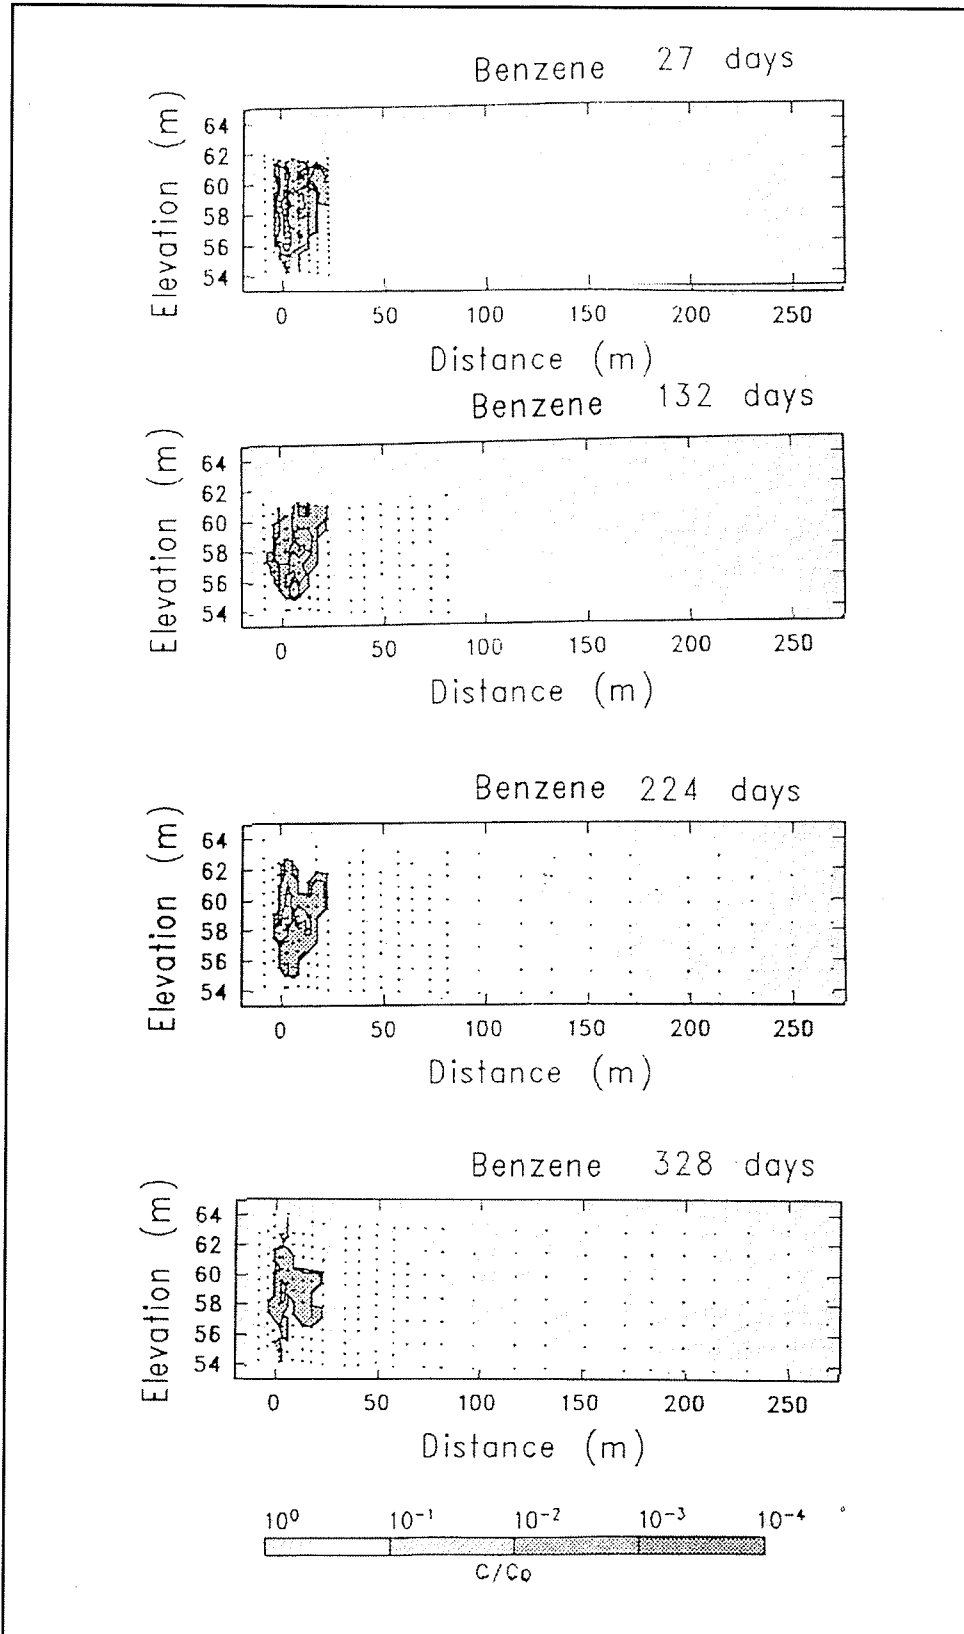 Benzene 27 days
Elevation (m)
64
62
60
58
56
54
0 50 100 150 200 250
Distance (m)
Benzene 132 days
Elevation (m)
64
62
60
58
56
54
0 50 100 150 200 250
Distance (m)
Benzene 224 days
Elevation (m)
64
62
60
58
56
54
0 50 100 150 200 250
Distance (m)
Benzene 328 days
Elevation (m)
64
62
60
58
56
54
0 50 100 150 200 250
Distance (m)
10⁰ 10⁻¹ 10⁻² 10⁻³ 10⁻⁴
C/C₀